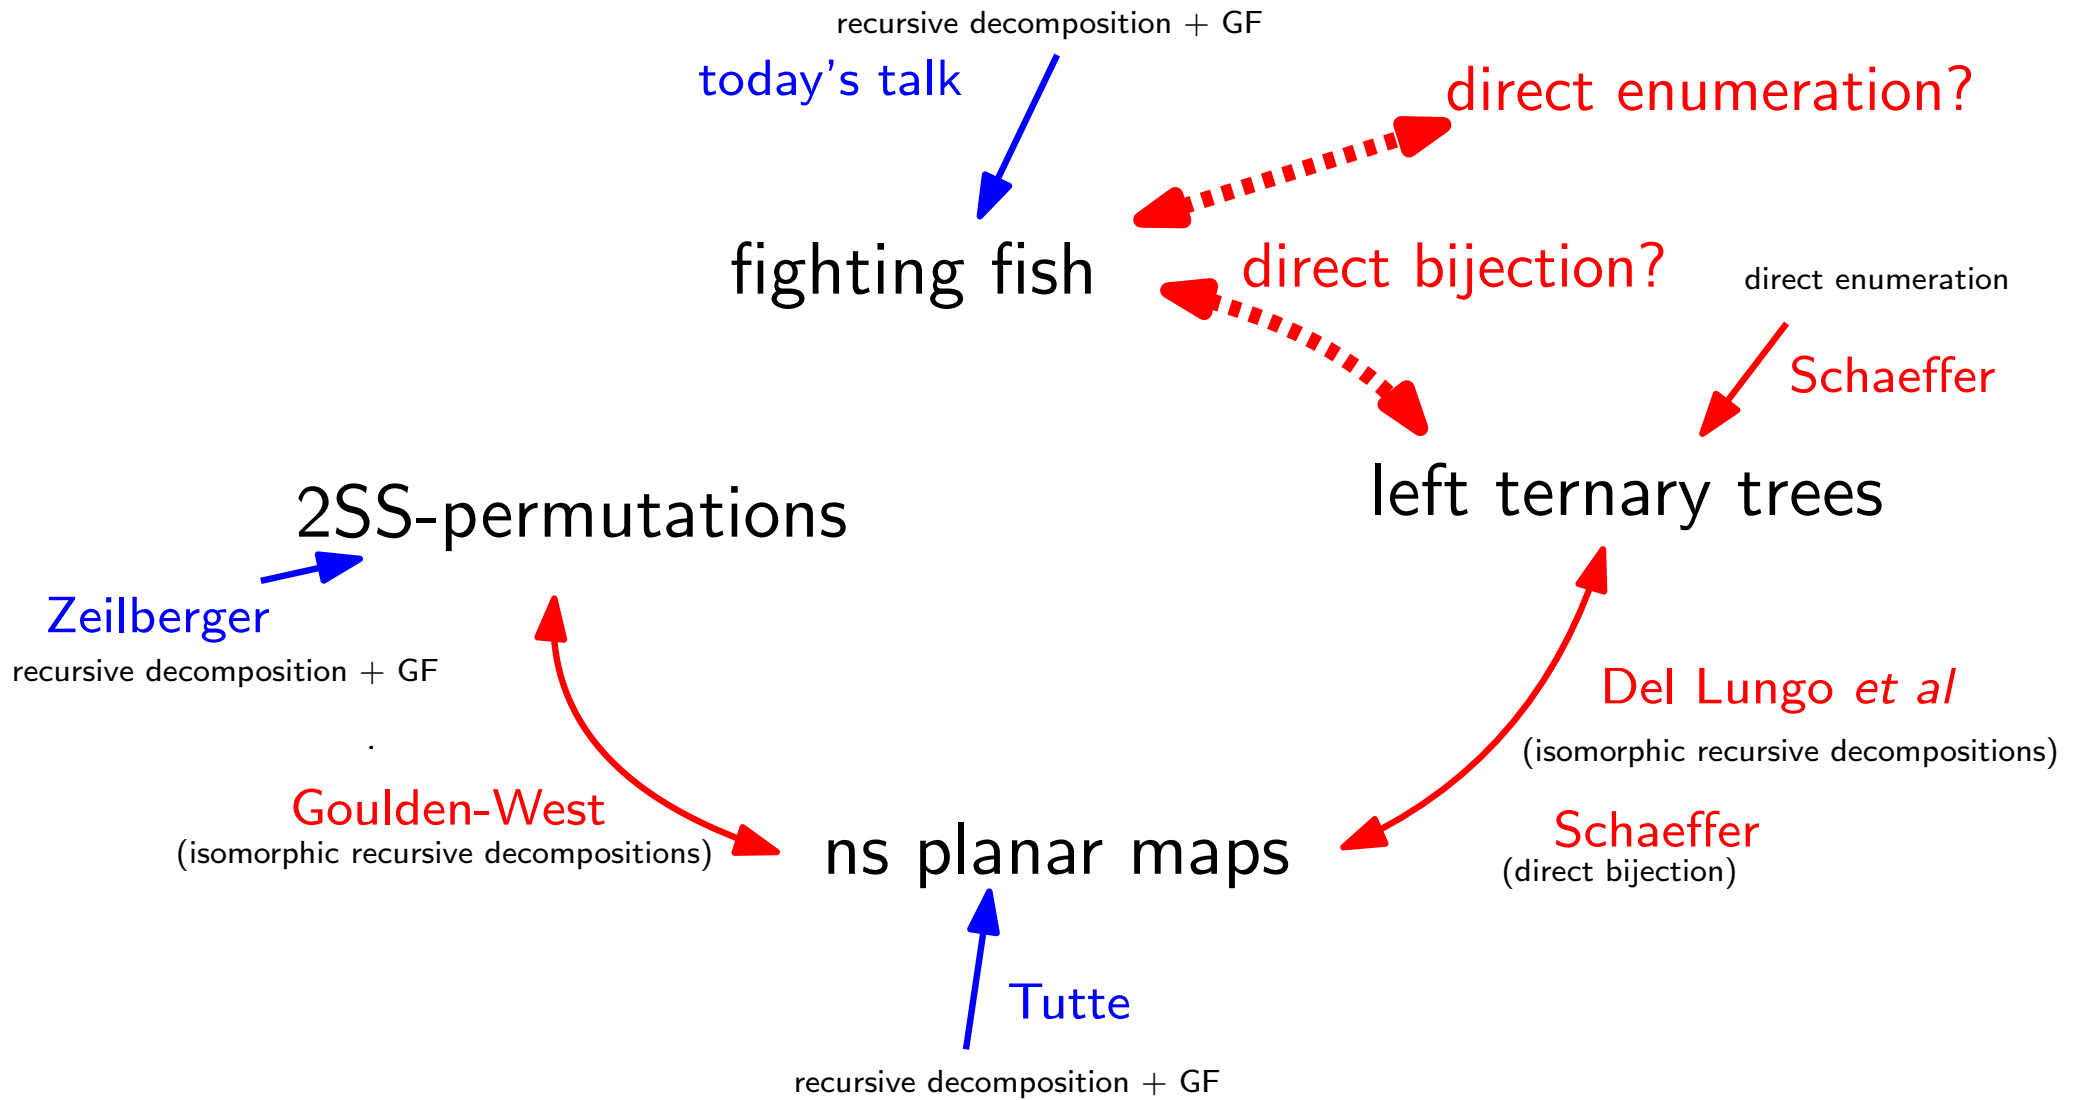 recursive decomposition + GF
today's talk
direct enumeration?
fighting fish
direct bijection?
direct enumeration
Schaeffer
left ternary trees
2SS-permutations
Zeilberger
recursive decomposition + GF
Del Lungo et al
(isomorphic recursive decompositions)
.
Goulden-West
(isomorphic recursive decompositions)
ns planar maps
Schaeffer
(direct bijection)
Tutte
recursive decomposition + GF